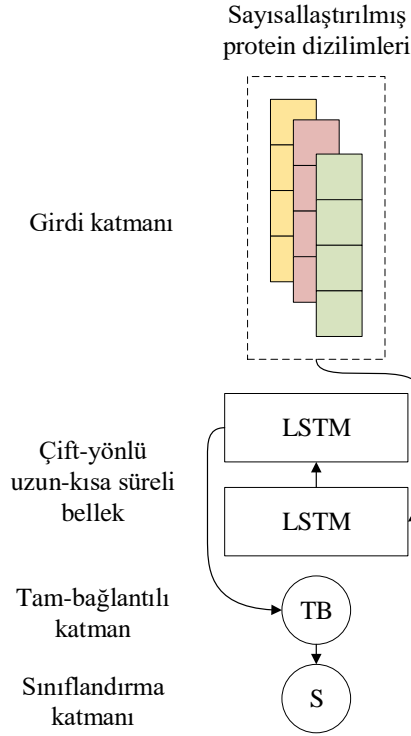 Sayısallaştırılmış
protein dizilimleri
Girdi katmanı
LSTM
Çift-yönlü
uzun-kısa süreli
bellek
LSTM
Tam-bağlantılı
katman
TB
Sınıflandırma
katmanı
S